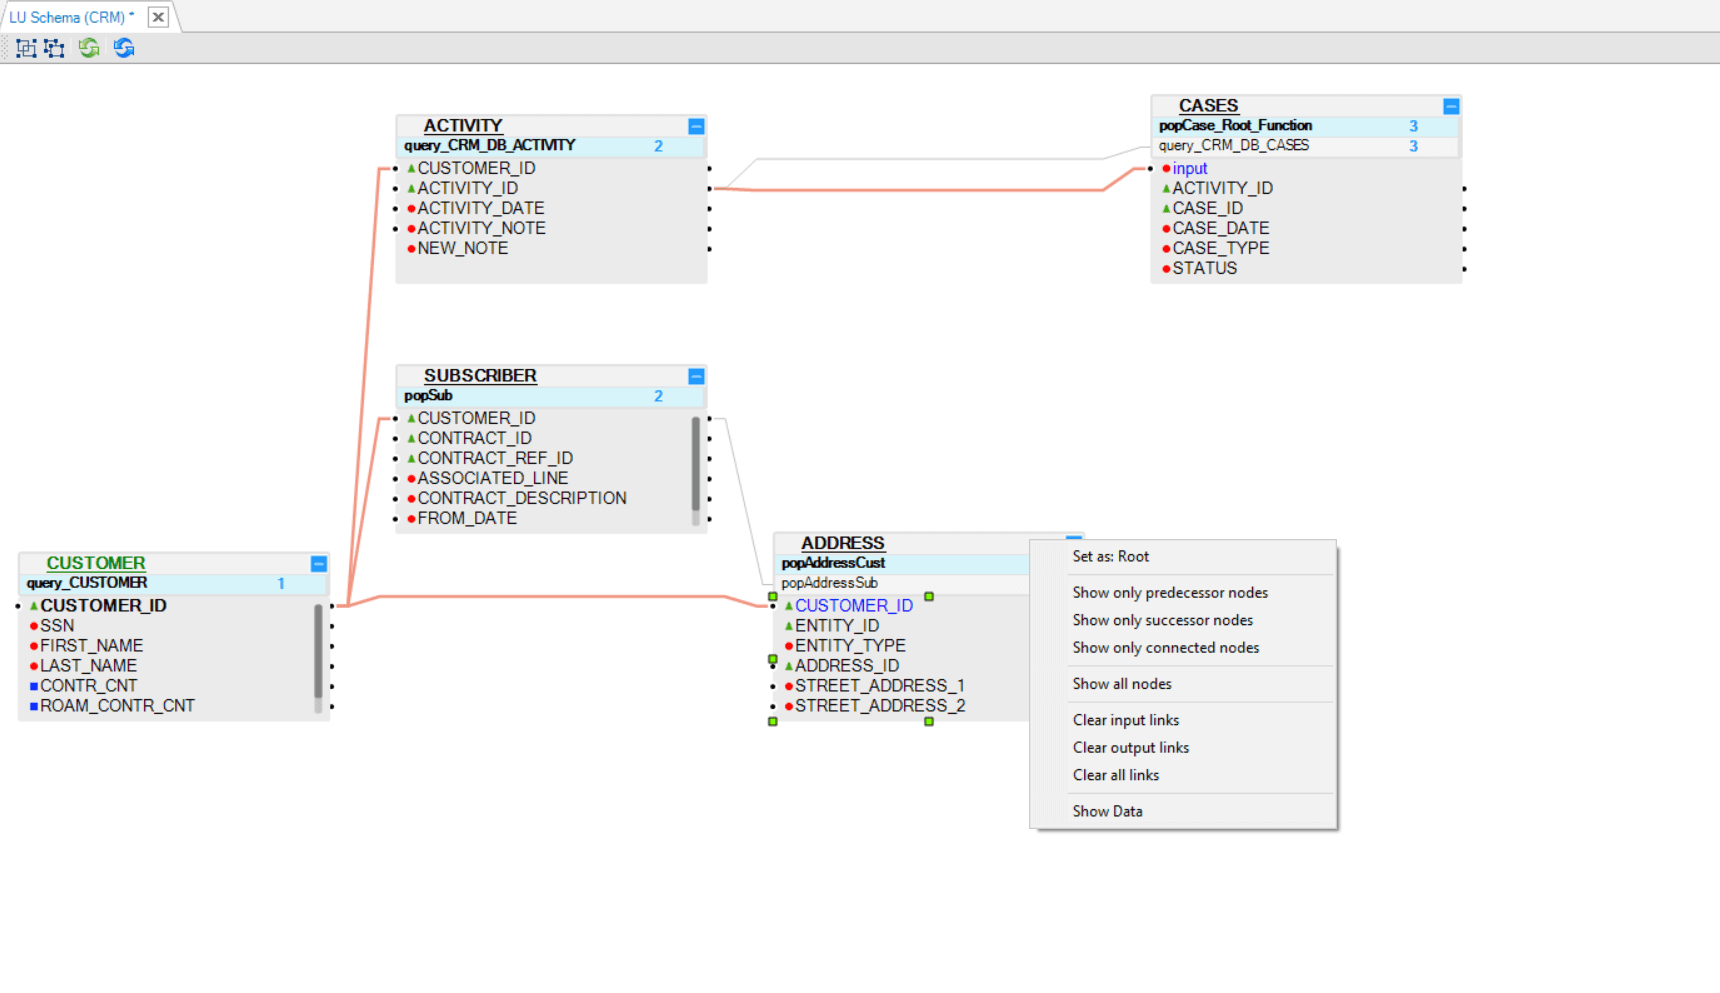 LU Schema (CRM) *
ACTIVITY
query_CRM_DB_ACTIVITY 2
CUSTOMER_ID
ACTIVITY_ID
ACTIVITY_DATE
ACTIVITY_NOTE
NEW_NOTE
CASES
popCase_Root_Function 3
query_CRM_DB_CASES 3
input
ACTIVITY_ID
CASE_ID
CASE_DATE
CASE_TYPE
STATUS
SUBSCRIBER
popSub 2
CUSTOMER_ID
CONTRACT_ID
CONTRACT_REF_ID
ASSOCIATED_LINE
CONTRACT_DESCRIPTION
FROM_DATE
CUSTOMER
query_CUSTOMER 1
CUSTOMER_ID
SSN
FIRST_NAME
LAST_NAME
CONTR_CNT
ROAM_CONTR_CNT
ADDRESS
popAddressCust
popAddressSub
CUSTOMER_ID
ENTITY_ID
ENTITY_TYPE
ADDRESS_ID
STREET_ADDRESS_1
STREET_ADDRESS_2
Set as: Root
Show only predecessor nodes
Show only successor nodes
Show only connected nodes
Show all nodes
Clear input links
Clear output links
Clear all links
Show Data